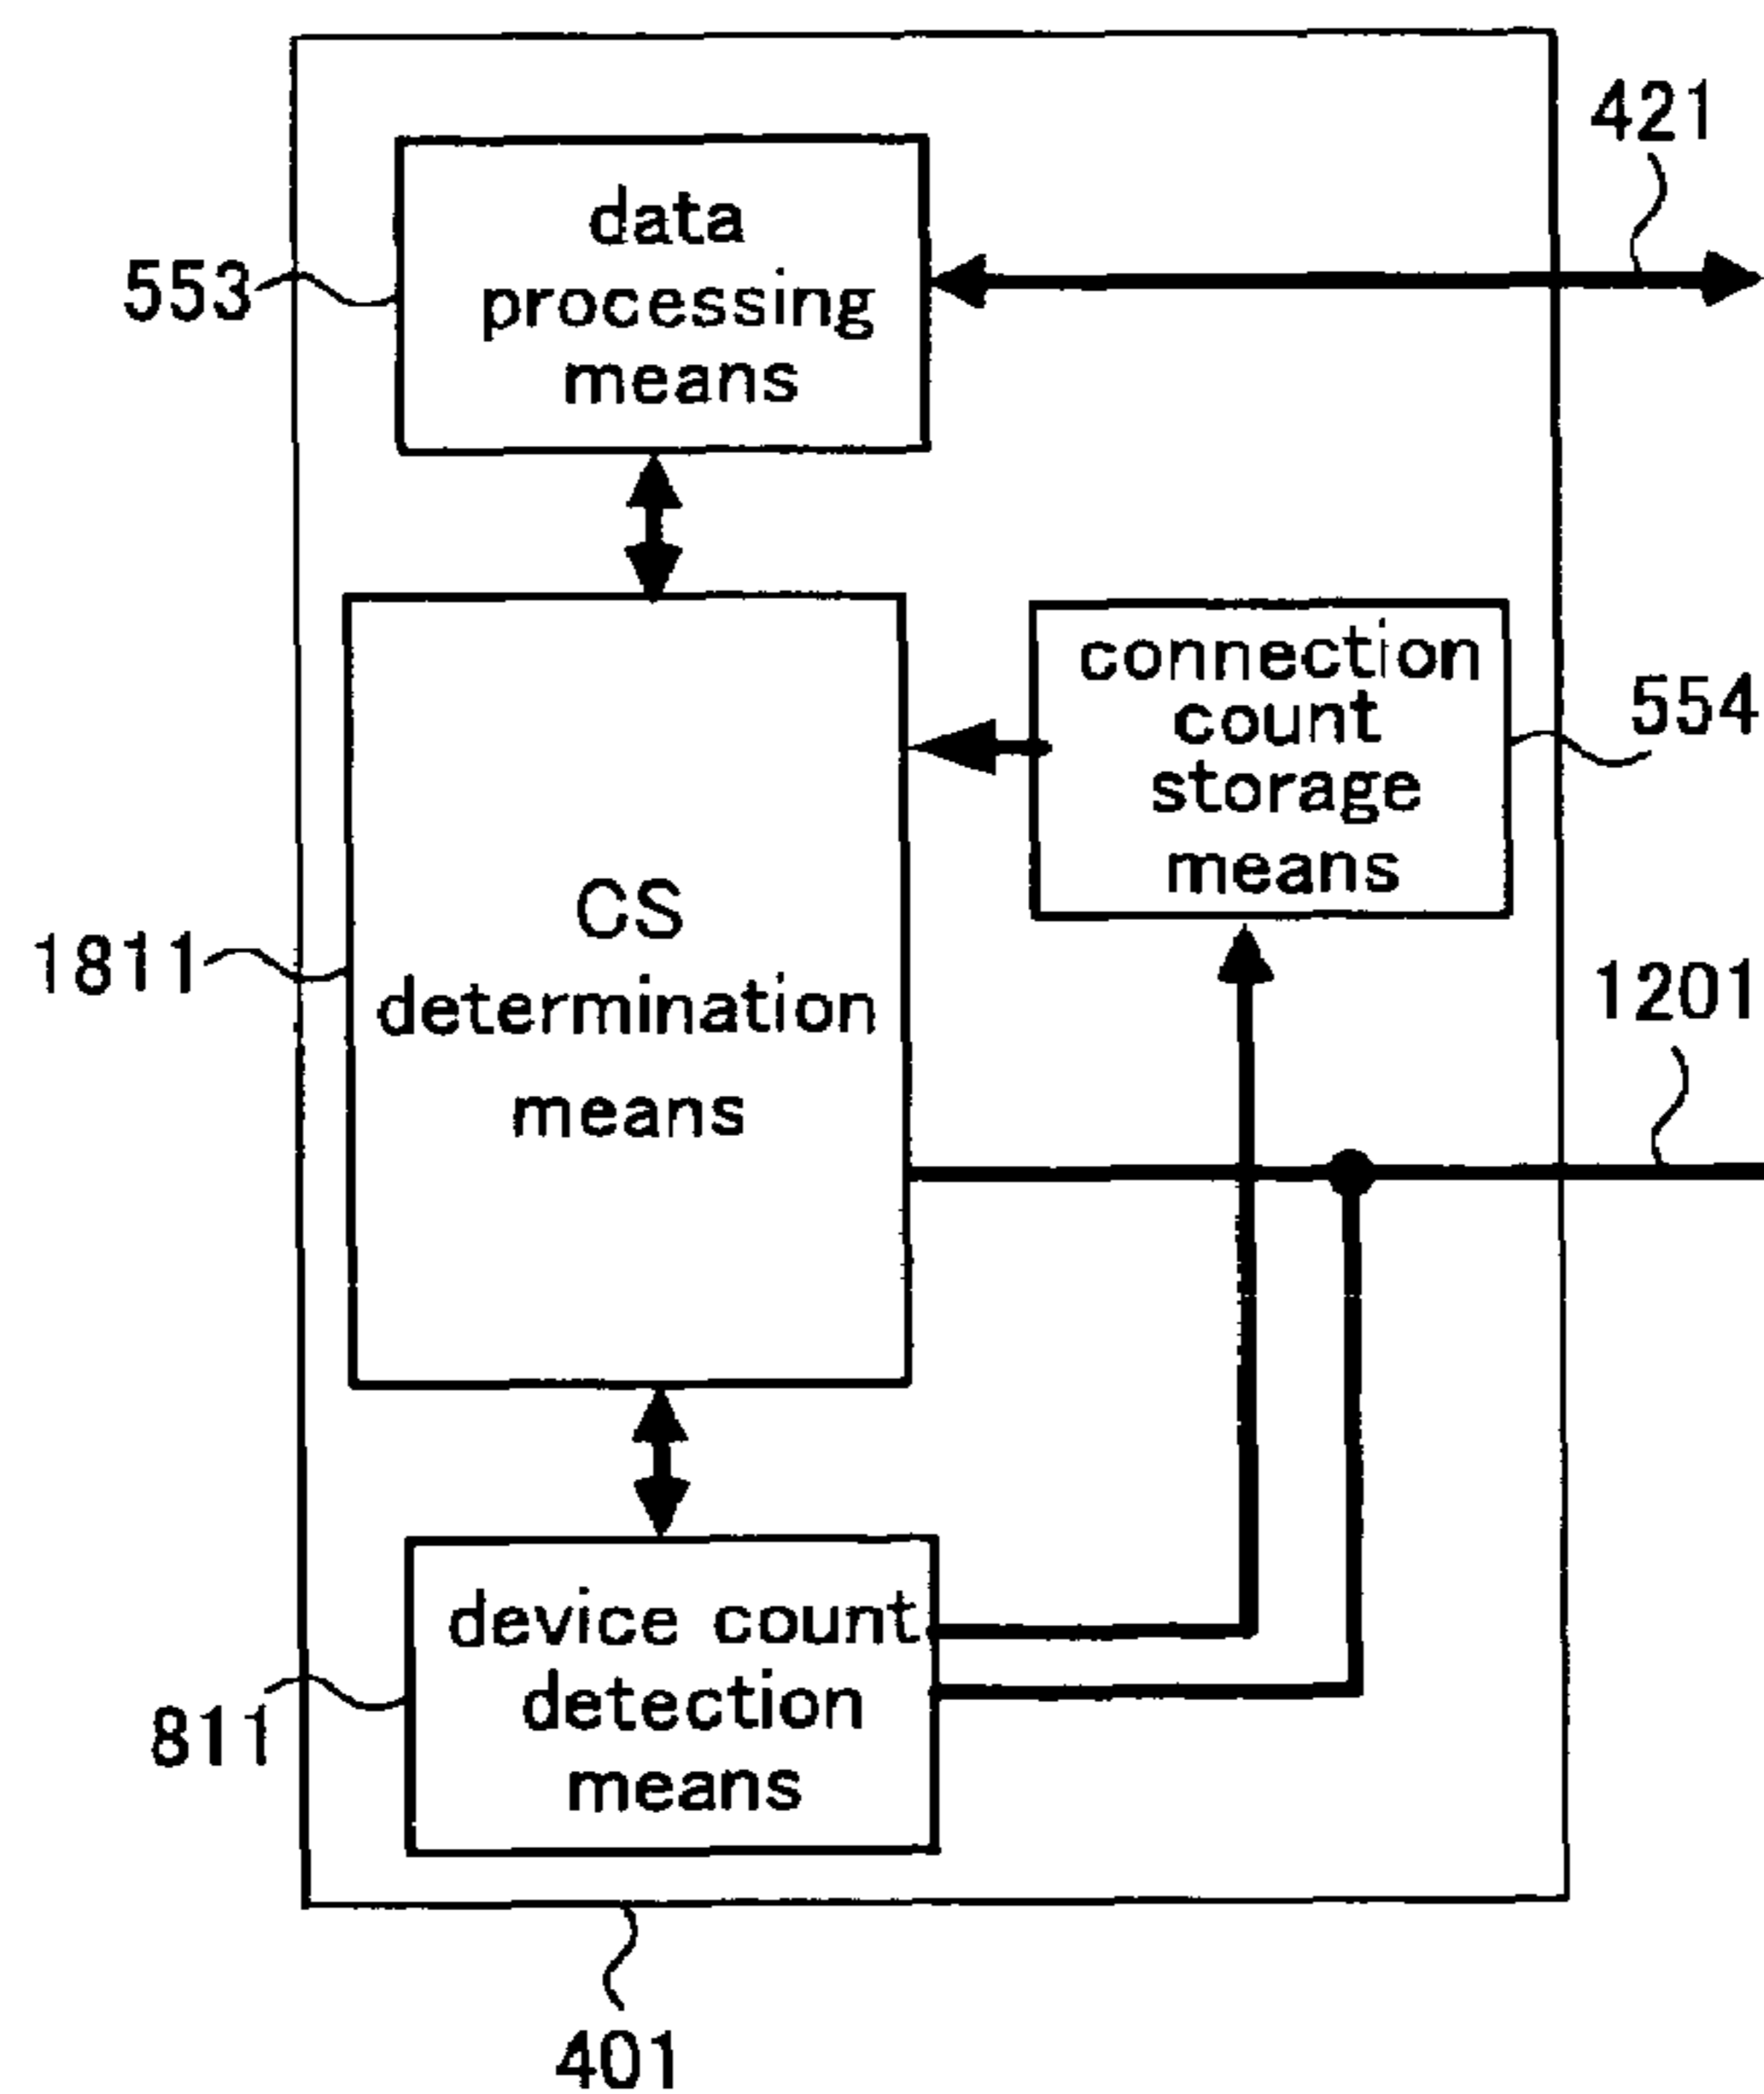 421
data
processing
means
553
connection
count
storage
means
554
CS
determination
means
1811
1201
device count
detection
means
811
401